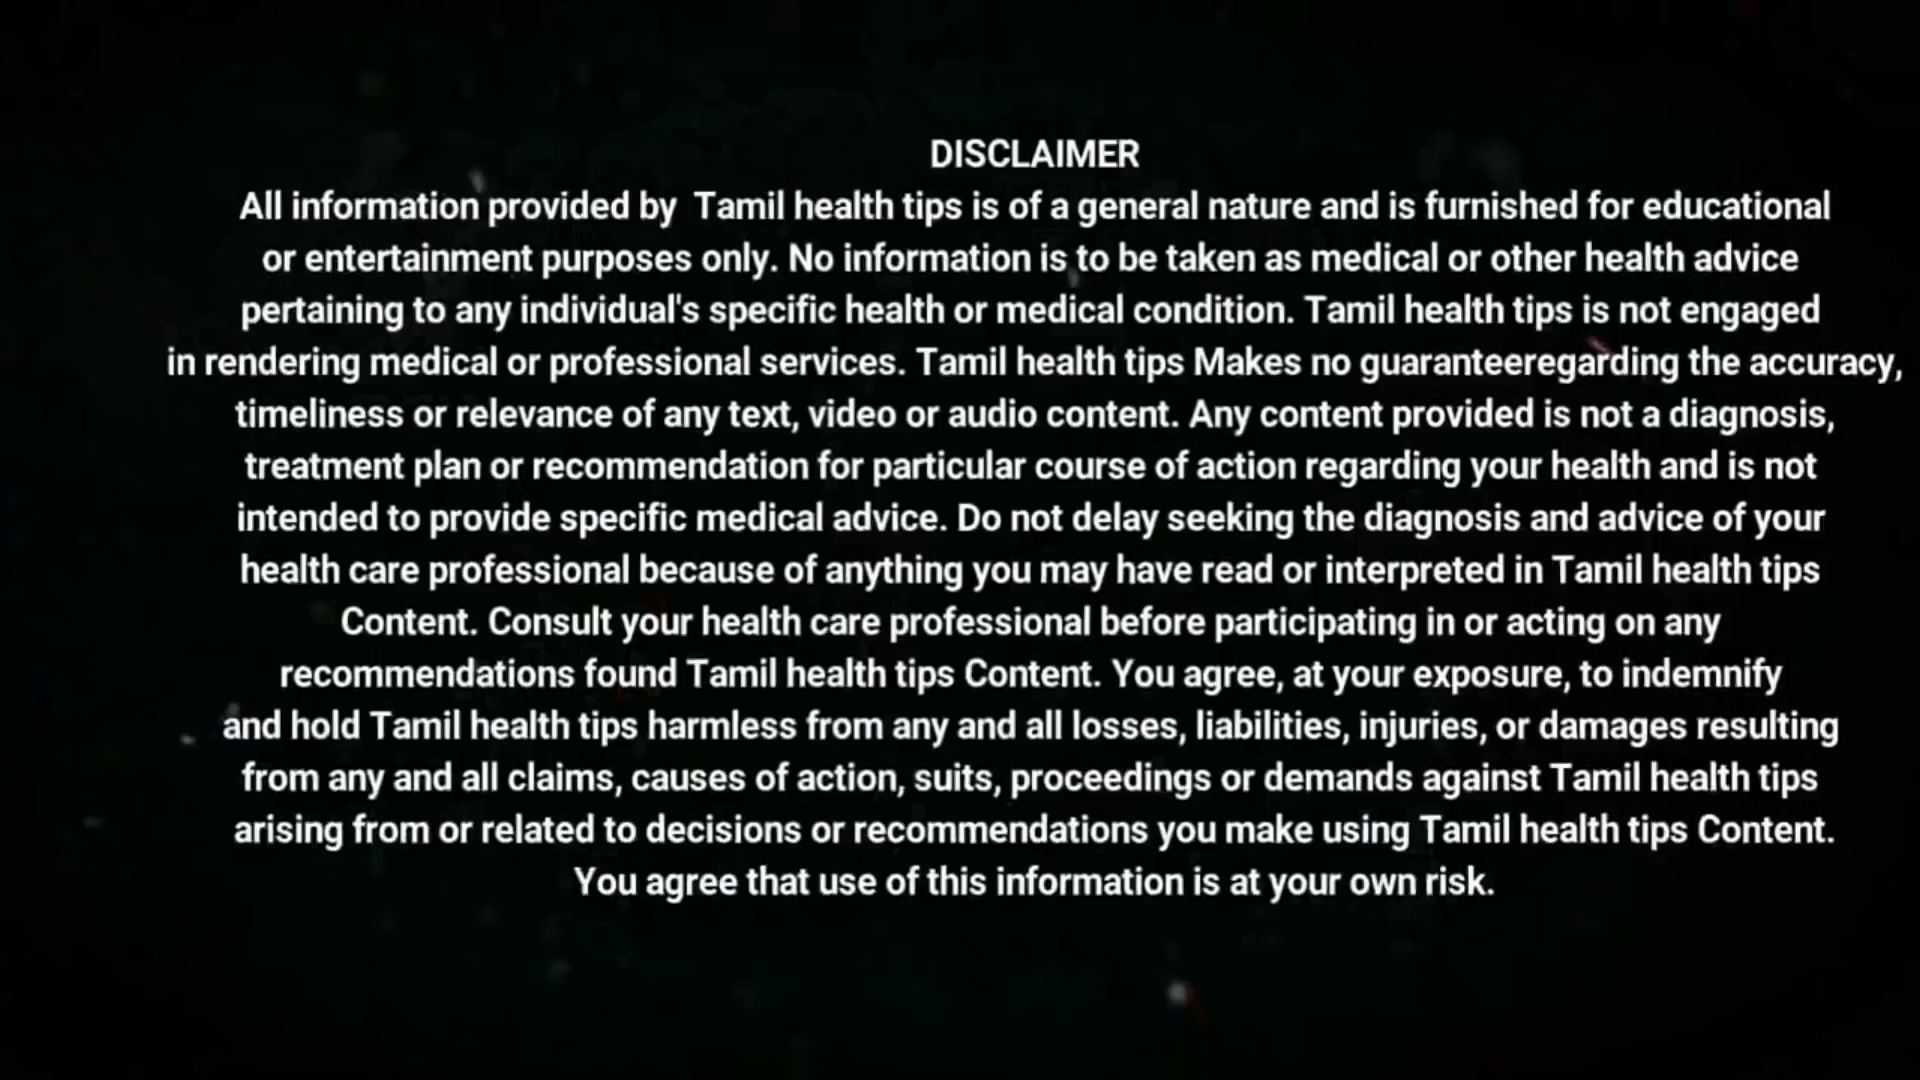 DISCLAIMER
All information provided by  Tamil health tips is of a general nature and is furnished for educational
or entertainment purposes only. No information is to be taken as medical or other health advice
pertaining to any individual's specific health or medical condition. Tamil health tips is not engaged
in rendering medical or professional services. Tamil health tips Makes no guaranteeregarding the accuracy,
timeliness or relevance of any text, video or audio content. Any content provided is not a diagnosis,
treatment plan or recommendation for particular course of action regarding your health and is not
intended to provide specific medical advice. Do not delay seeking the diagnosis and advice of your
health care professional because of anything you may have read or interpreted in Tamil health tips
Content. Consult your health care professional before participating in or acting on any
recommendations found Tamil health tips Content. You agree, at your exposure, to indemnify
and hold Tamil health tips harmless from any and all losses, liabilities, injuries, or damages resulting
from any and all claims, causes of action, suits, proceedings or demands against Tamil health tips
arising from or related to decisions or recommendations you make using Tamil health tips Content.
You agree that use of this information is at your own risk.